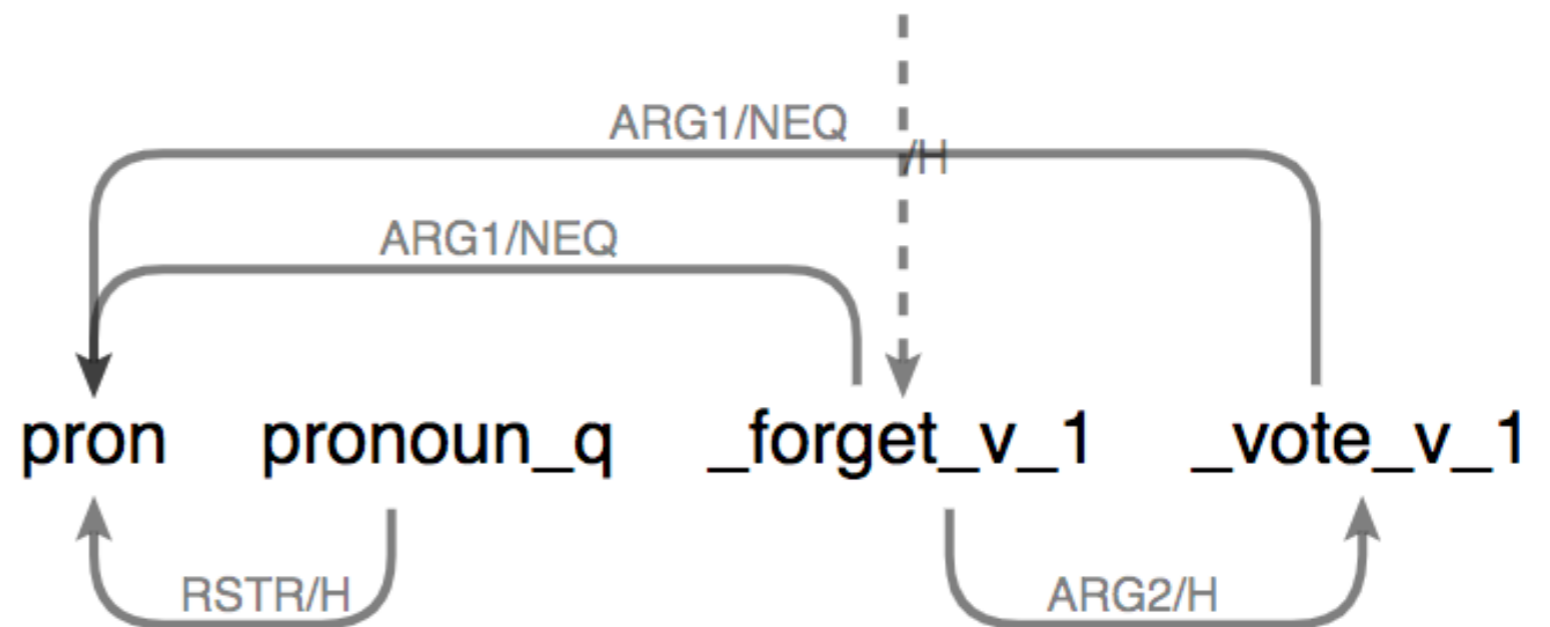 ARG1/NEQ
/H
ARG1/NEQ
pron pronoun_q _forget_v_1 _vote_v_1
RSTR/H ARG2/H